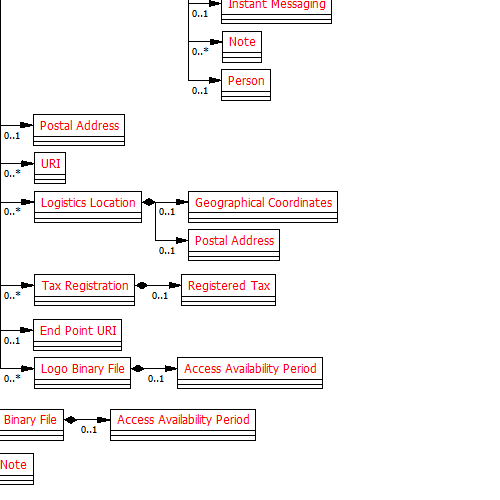 Instant Messaging
0..1
Note
0..*
Person
0..1
Postal Address
0..1
URI
0..*
Logistics Location
0..*
Geographical Coordinates
0..1
Postal Address
0..1
Tax Registration
0..*
Registered Tax
0..1
End Point URI
0..1
Logo Binary File
0..*
Access Availability Period
0..1
Binary File
Access Availability Period
0..1
Note